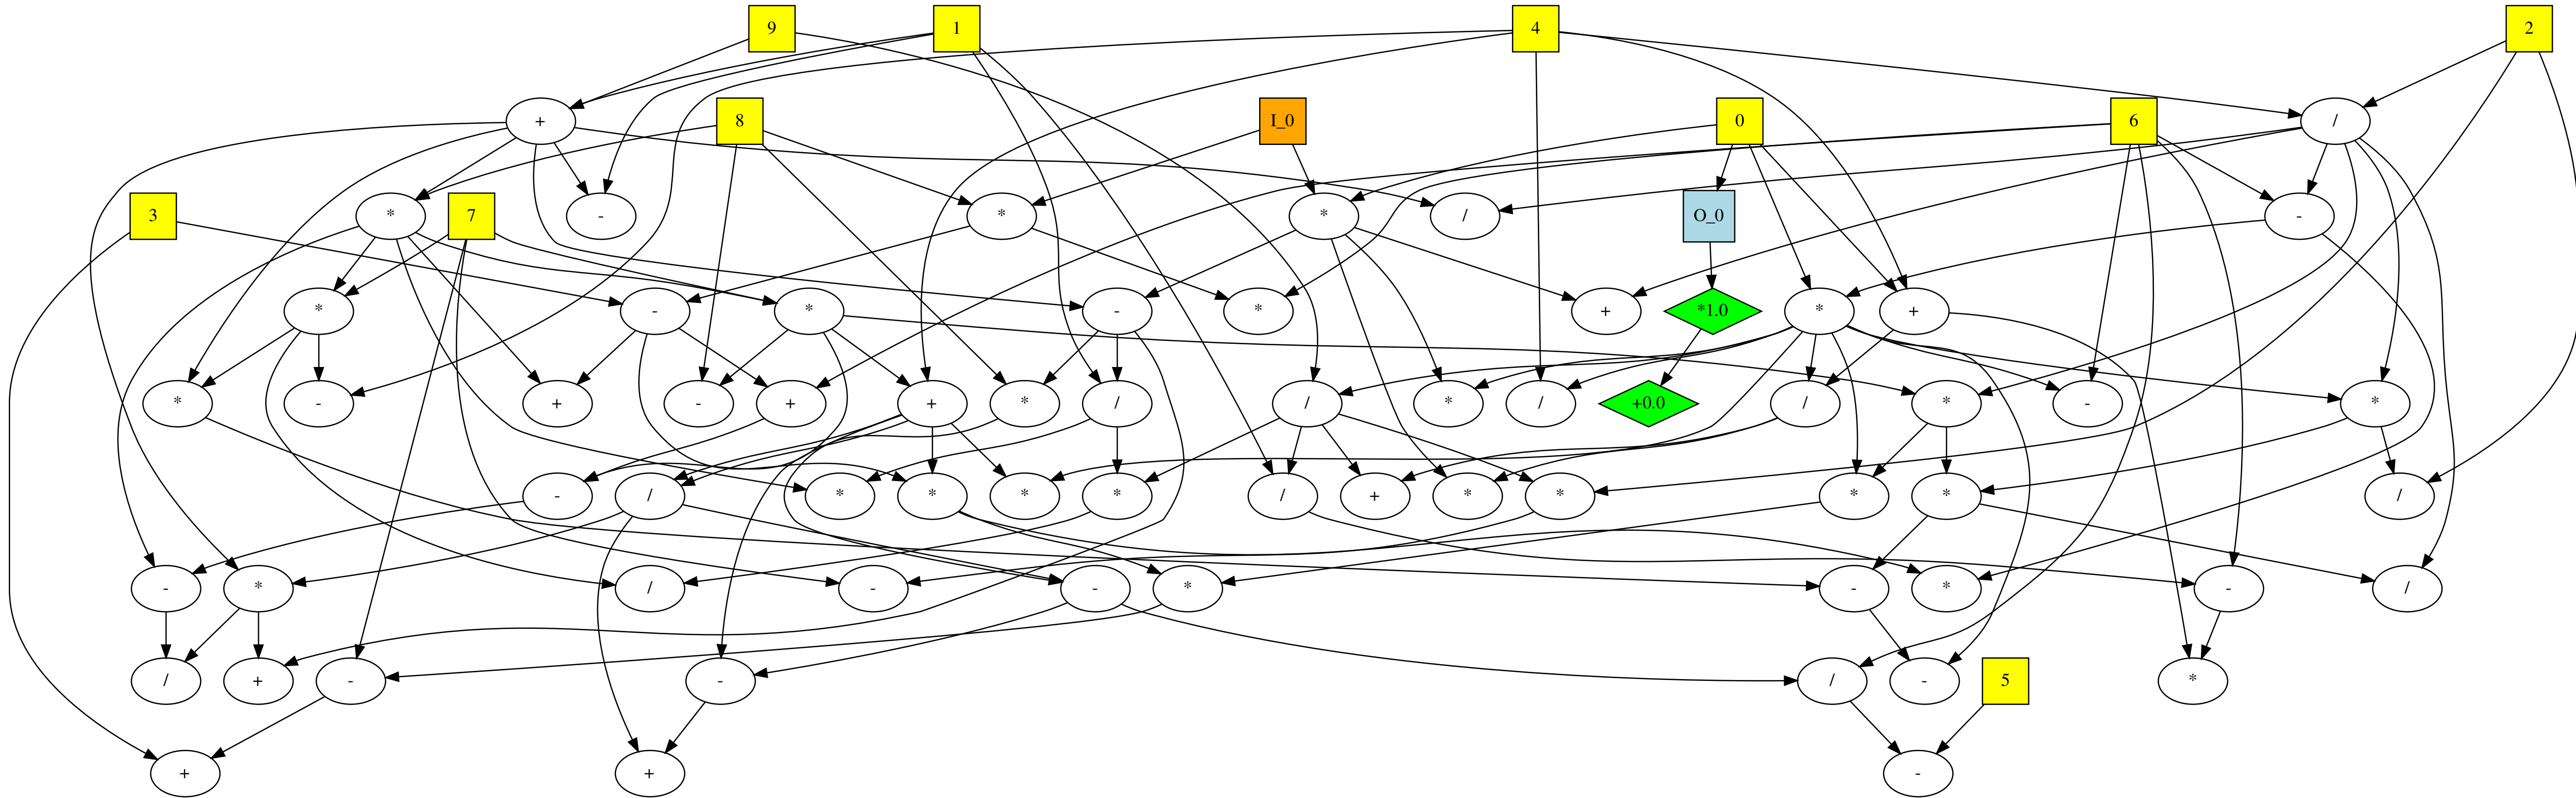 9 1 4 2
+ 8 I_0 0 6 /
3 * 7 - * * / O_0 -
* - * - * + *1.0 * +
* - + - + + * / / * / +0.0 / * - *
- / * * * * / + * * * * /
- * / - - * - * - /
/ + - - / - 5 *
+ + -